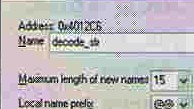 Address: 0x4012C6
Name decode_str
Maximum length of new names 15
Local name prefix @@